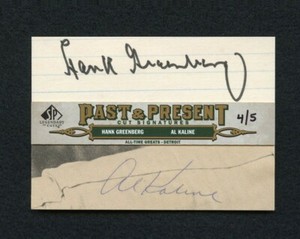 Hank Greenberg
SP
LEGENDARY
CUTS
PAST & PRESENT
CUT SIGNATURES
4/5
HANK GREENBERG AL KALINE
ALL-TIME GREATS - DETROIT
Al Kaline